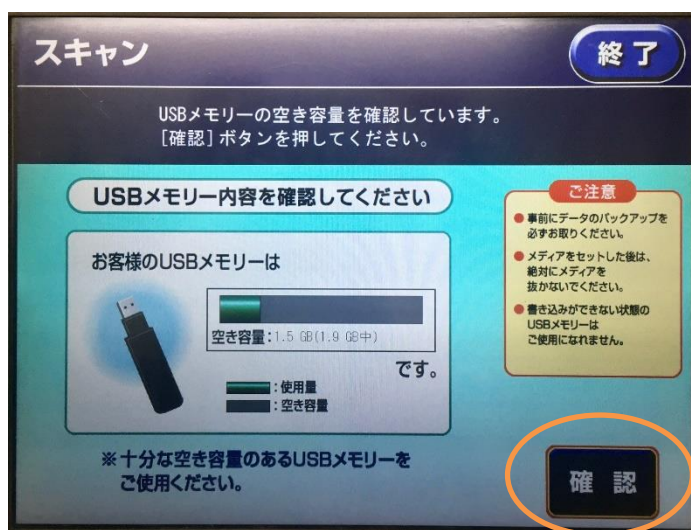 スキャン
終了
USBメモリーの空き容量を確認しています。
［確認］ボタンを押してください。
USBメモリー内容を確認してください
お客様のUSBメモリーは
空き容量：1.5 GB(1.9 GB中)
です。
：使用量
：空き容量
※十分な空き容量のあるUSBメモリーを
ご使用ください。
ご注意
●事前にデータのバックアップを
必ずお取りください。
●メディアをセットした後は、
絶対にメディアを
抜かないでください。
●書き込みができない状態の
USBメモリーは
ご使用になれません。
確認